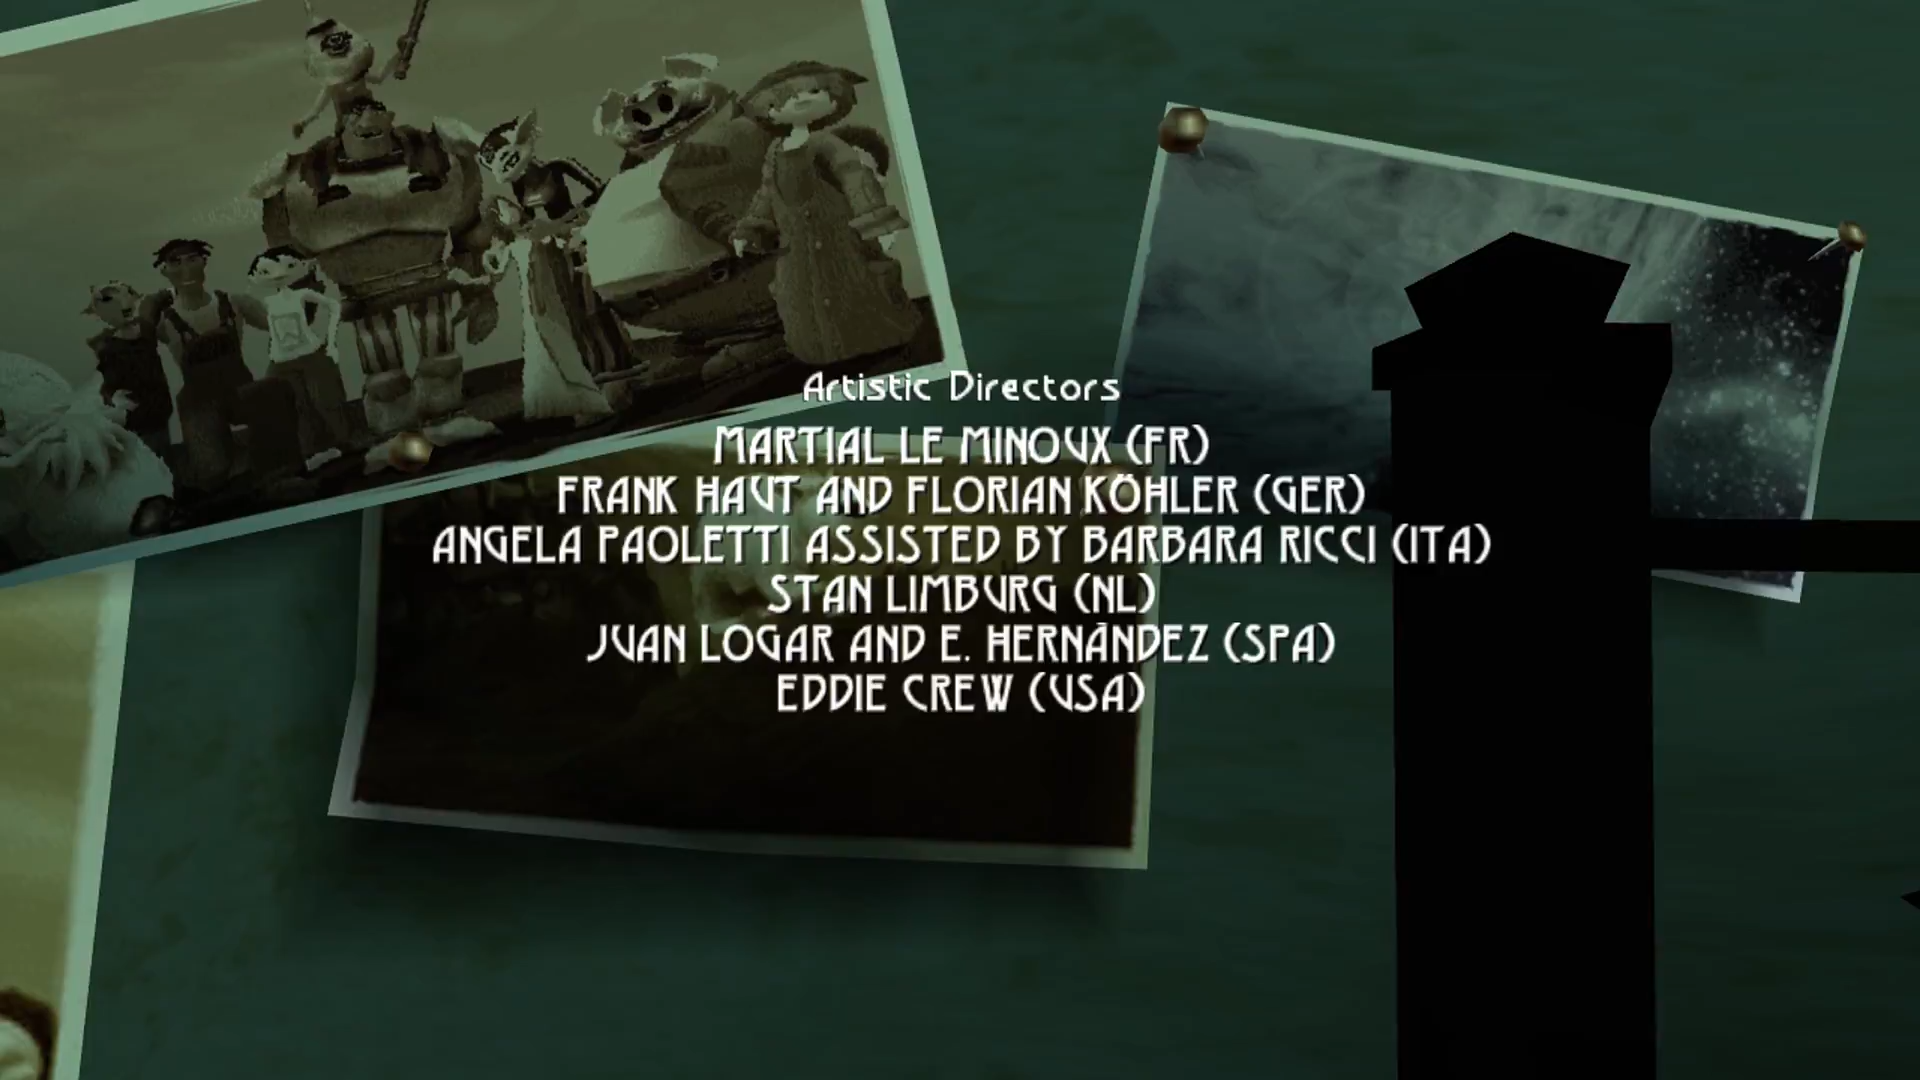 Artistic Directors
MARTIAL LE MINOUX (FR)
FRANK HAUT AND FLORIAN KÖHLER (GER)
ANGELA PAOLETTI ASSISTED BY BARBARA RICCI (ITA)
STAN LIMBURG (NL)
JUAN LOGAR AND E. HERNÀNDEZ (SPA)
EDDIE CREW (USA)